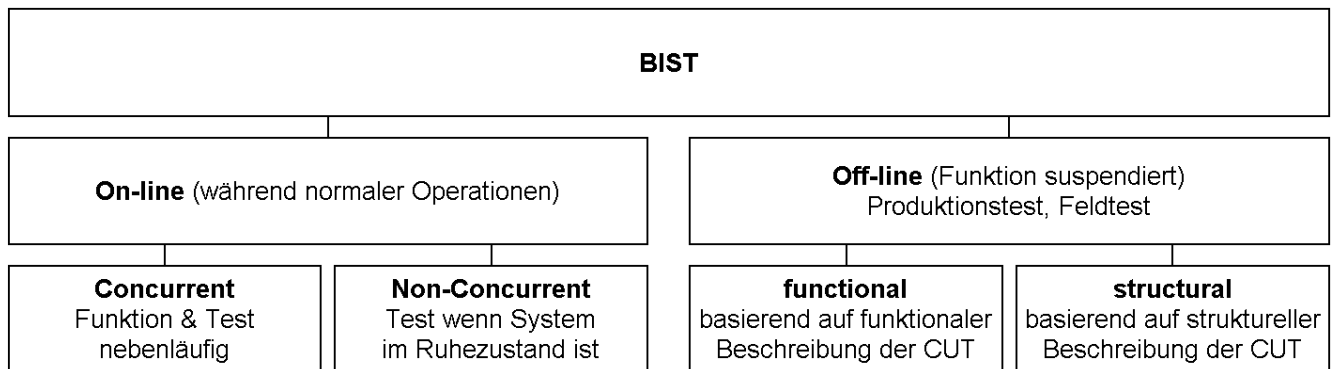 BIST
On-line (während normaler Operationen)
Off-line (Funktion suspendiert)
Produktionstest, Feldtest
Concurrent
Funktion & Test
nebenläufig
Non-Concurrent
Test wenn System
im Ruhezustand ist
functional
basierend auf funktionaler
Beschreibung der CUT
structural
basierend auf struktureller
Beschreibung der CUT